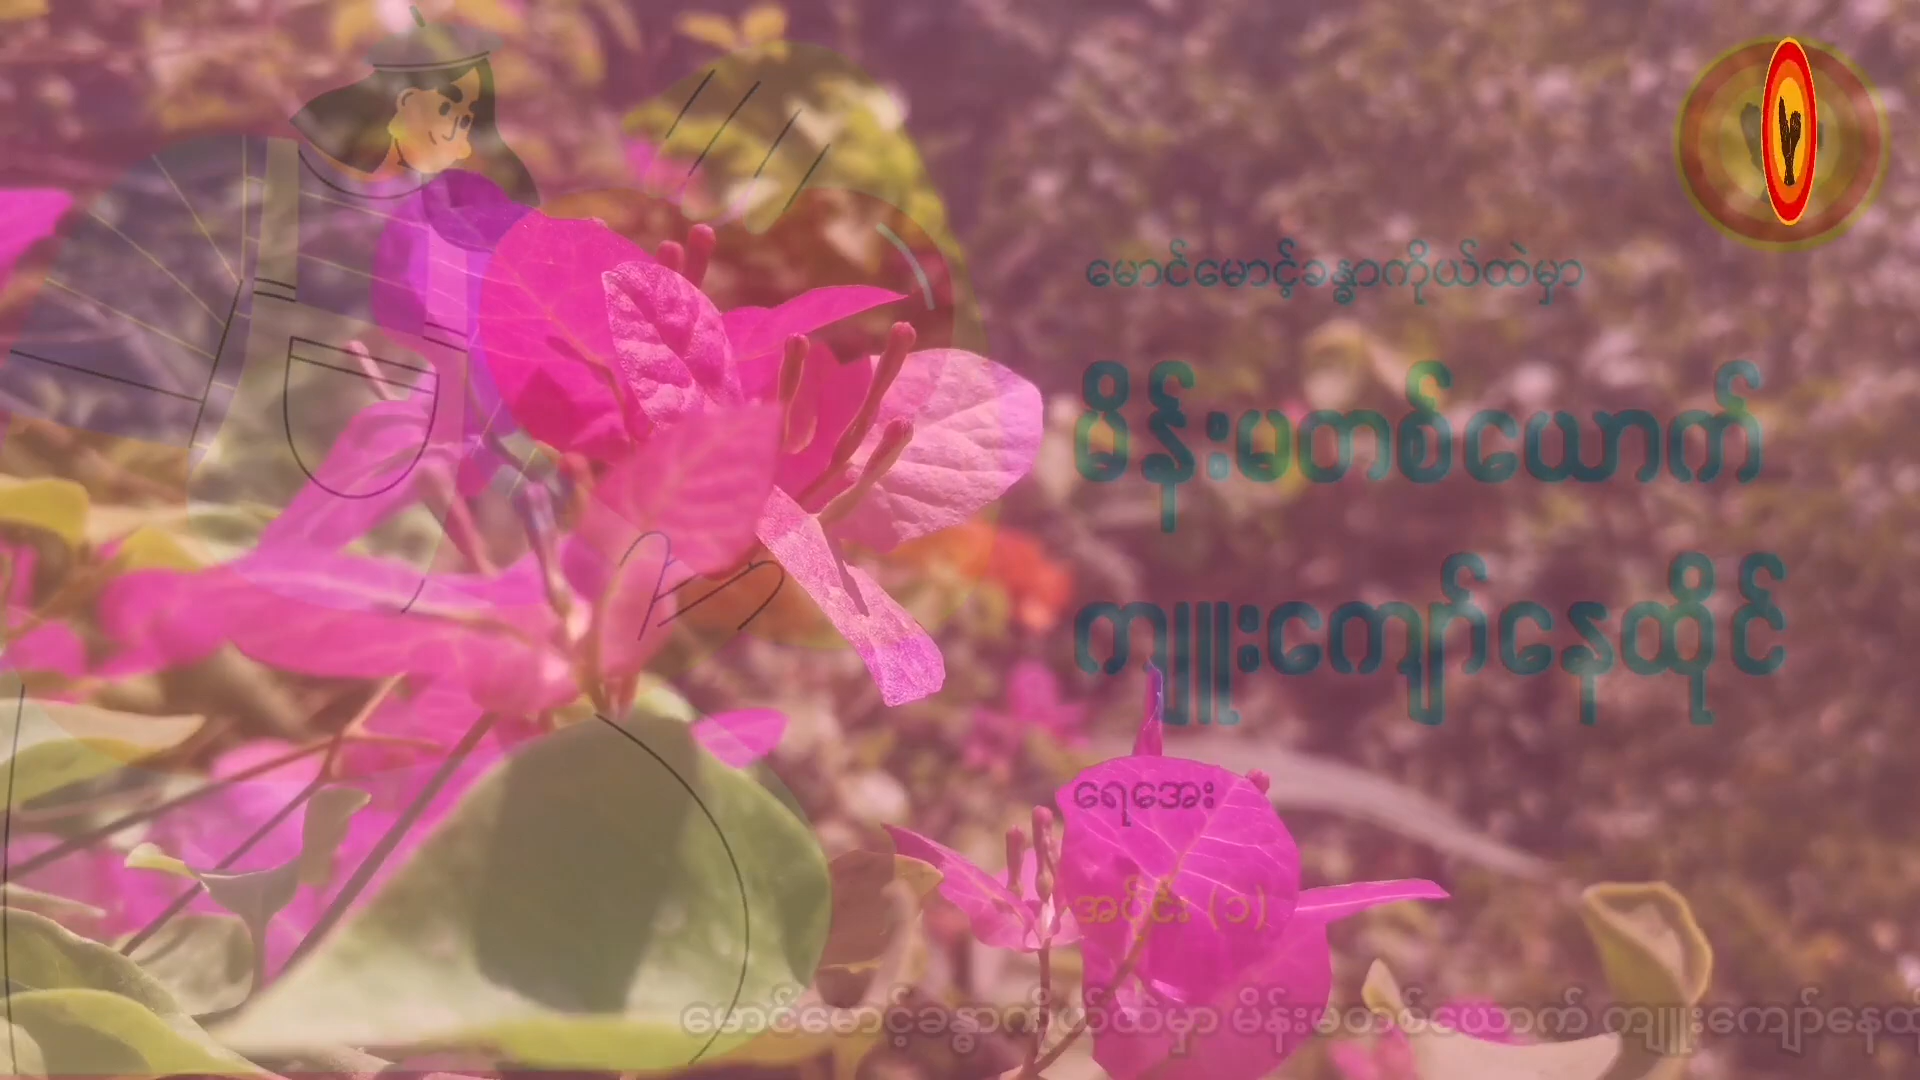 မောင်မောင့်ခန္ဓာကိုယ်ထဲမှာ
မိန်းမတစ်ယောက်
ကျူးကျော်နေထိုင်
ရေအေး
အပိုင်း (၁)
မောင်မောင့်ခန္ဓာကိုယ်ထဲမှာ မိန်းမတစ်ယောက် ကျူးကျော်နေထိ